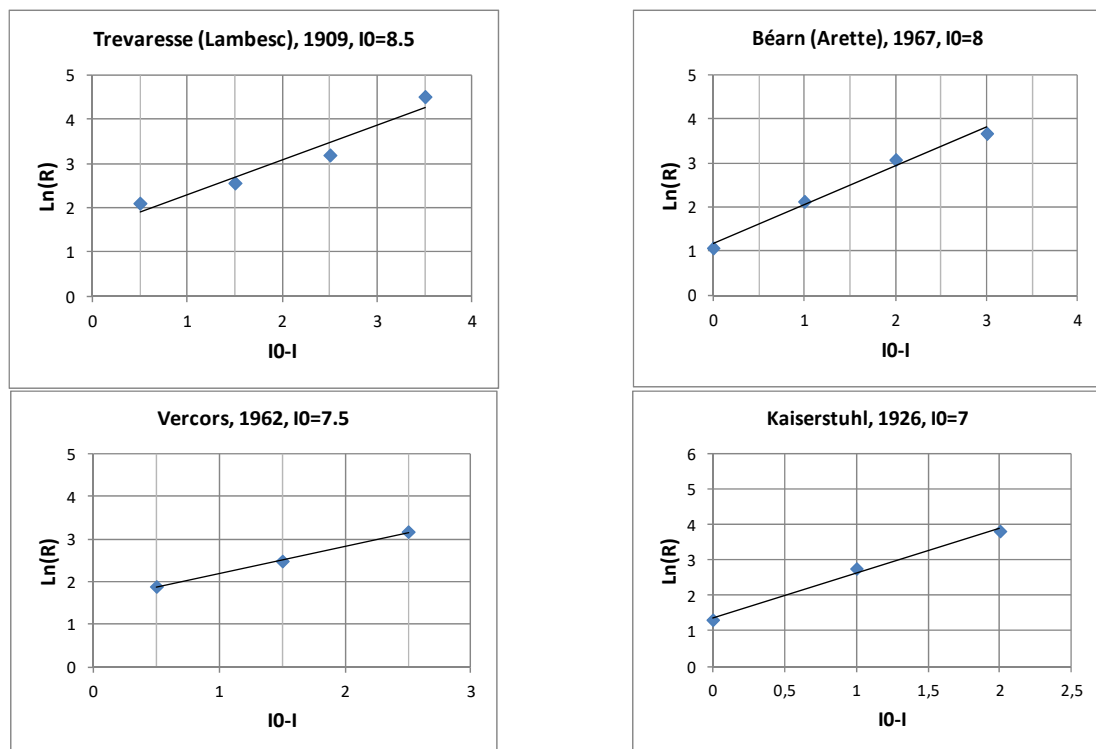 Trevaresse (Lambesc), 1909, I0=8.5
5
4
3
2
1
0
Ln(R)
0 1 2 3 4
I0-I
Béarn (Arette), 1967, I0=8
5
4
3
2
1
0
Ln(R)
0 1 2 3 4
I0-I
Vercors, 1962, I0=7.5
5
4
3
2
1
0
Ln(R)
0 1 2 3
I0-I
Kaiserstuhl, 1926, I0=7
6
5
4
3
2
1
0
Ln(R)
0 0,5 1 1,5 2 2,5
I0-I